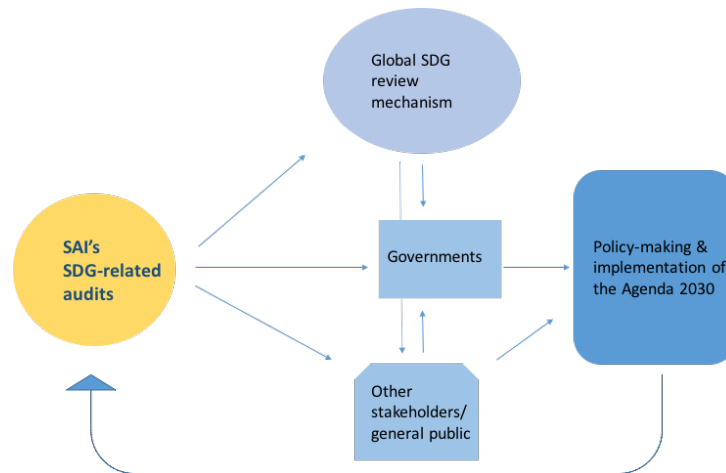 Global SDG
review
mechanism
SAI's
SDG-related
audits
Governments
Policy-making &
implementation of
the Agenda 2030
Other
stakeholders/
general public